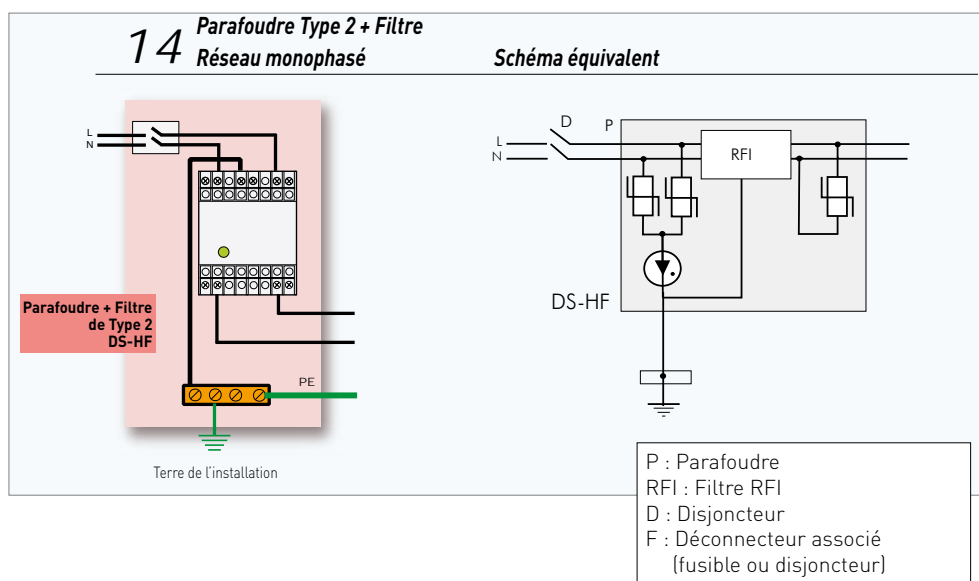 14
Parafoudre Type 2 + Filtre
Réseau monophasé
Schéma équivalent
L
N
Parafoudre + Filtre
de Type 2
DS-HF
PE
Terre de l'installation
D
P
L
N
RFI
DS-HF
P : Parafoudre
RFI : Filtre RFI
D : Disjoncteur
F : Déconnecteur associé
(fusible ou disjoncteur)